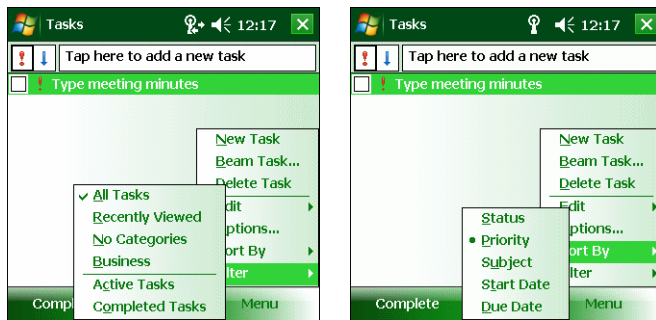 Tasks 12:17
Tap here to add a new task
Type meeting minutes
New Task
Beam Task...
Delete Task
dit
ptions...
ort By
lter
All Tasks
Recently Viewed
No Categories
Business
Active Tasks
Completed Tasks
Compl Menu
Tasks 12:17
Tap here to add a new task
Type meeting minutes
New Task
Beam Task...
Delete Task
Edit
ptions...
ort By
lter
Status
Priority
Subject
Start Date
Due Date
Complete Menu